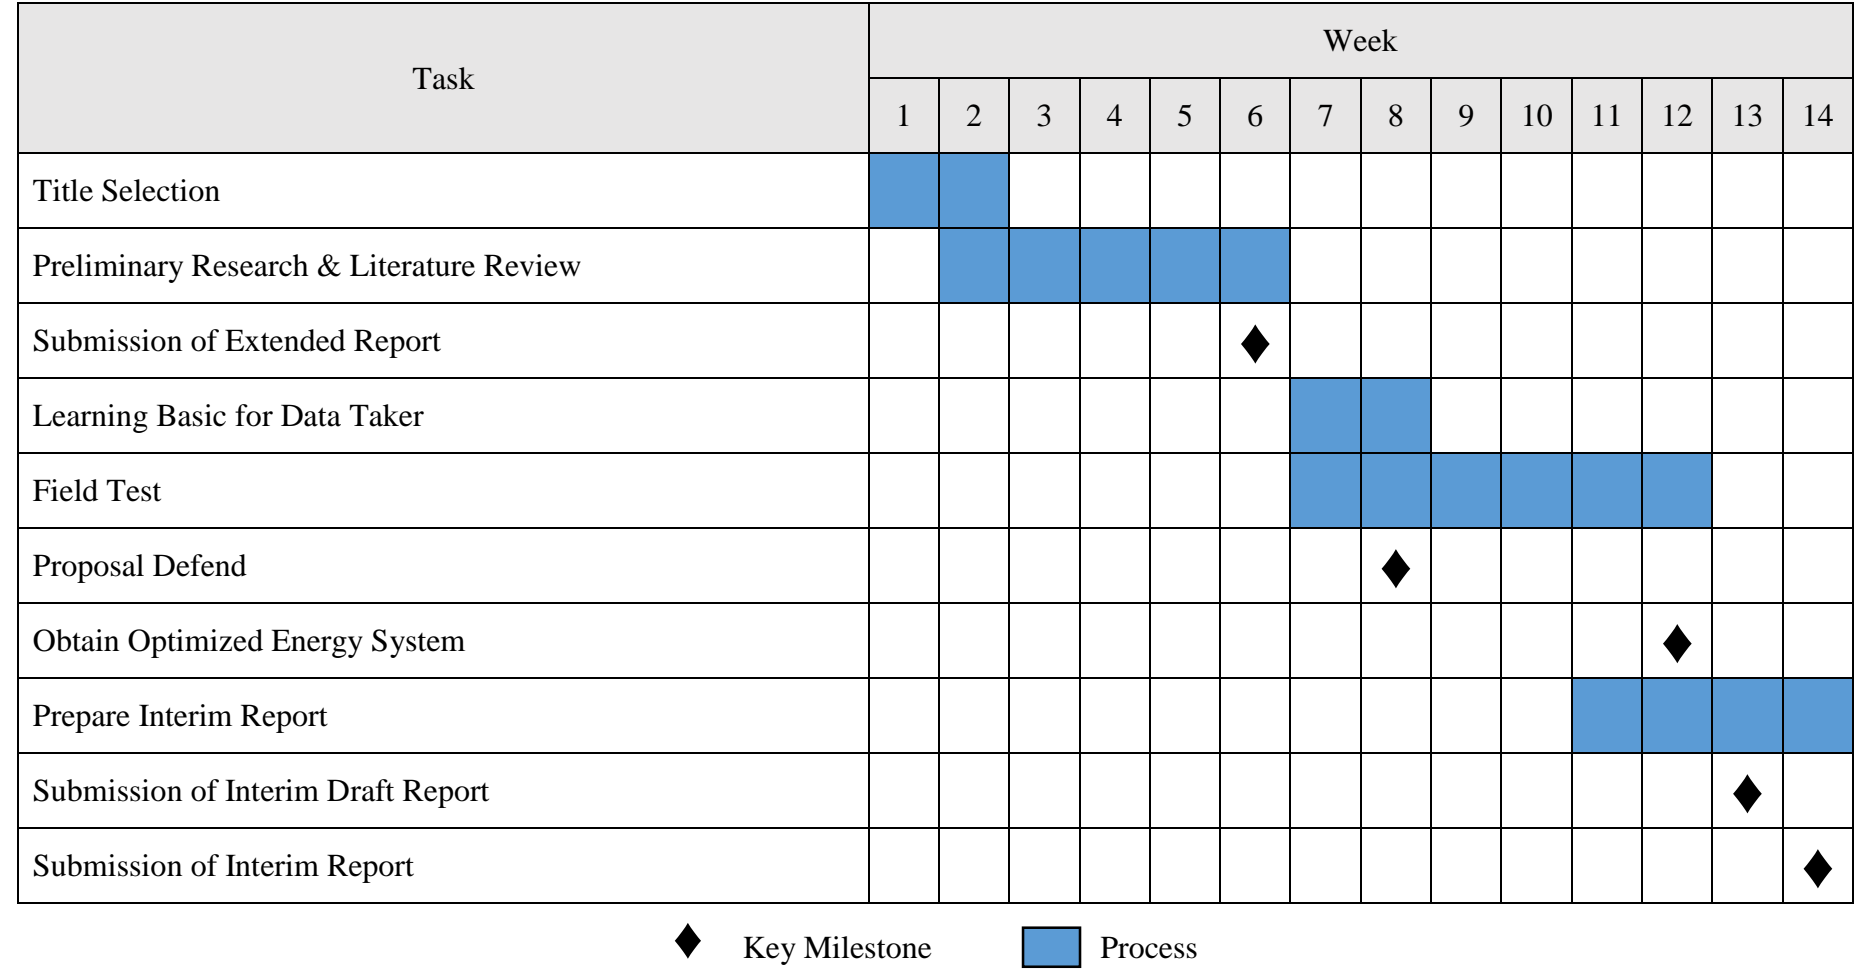 Task
Week
1 2 3 4 5 6 7 8 9 10 11 12 13 14
Title Selection
Preliminary Research & Literature Review
Submission of Extended Report
Learning Basic for Data Taker
Field Test
Proposal Defend
Obtain Optimized Energy System
Prepare Interim Report
Submission of Interim Draft Report
Submission of Interim Report
Key Milestone Process